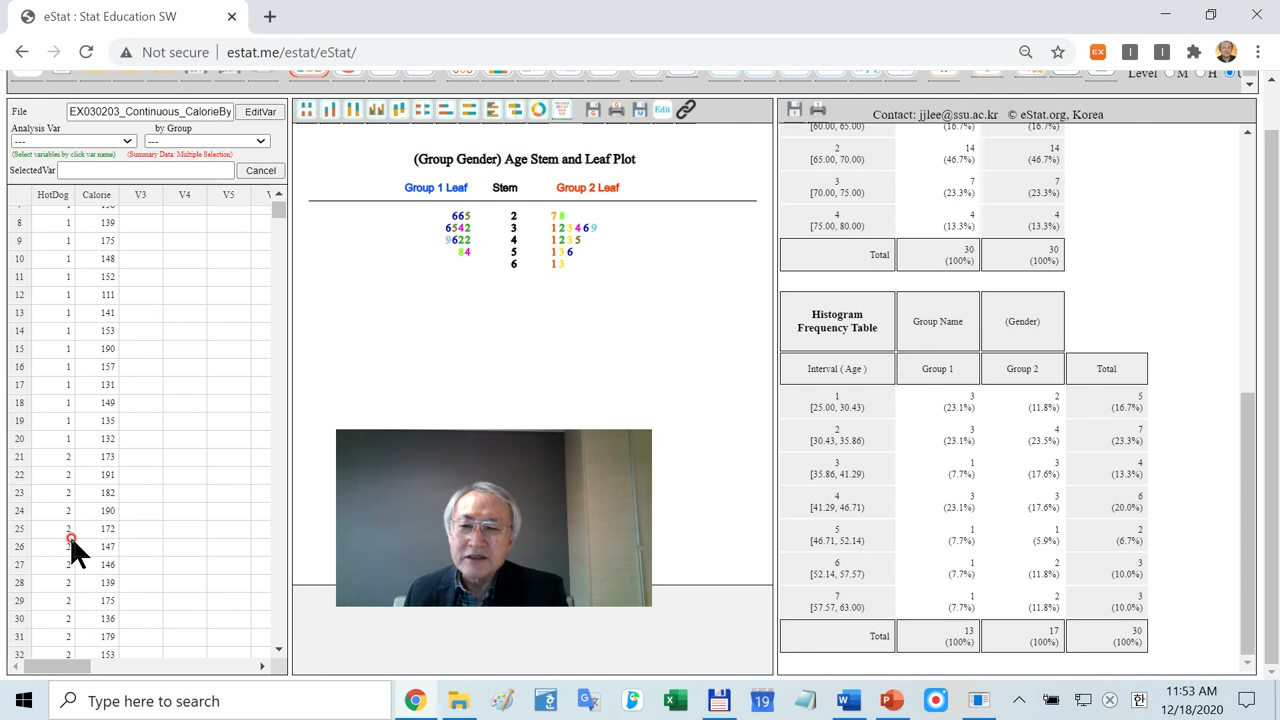 eStat : Stat Education SW
Not secure
estat.me/estat/eStat/
EX
Level M H
File
EX030203_Continuous_CalorieBy
EditVar
Analysis Var
by Group
---
---
(Select variables by click var name)
(Summary Data: Multiple Selection)
SelectedVar
Cancel
HotDog Calorie V3 V4 V5
8 1 139
9 1 175
10 1 148
11 1 152
12 1 111
13 1 141
14 1 153
15 1 190
16 1 157
17 1 131
18 1 149
19 1 135
20 1 132
21 2 173
22 2 191
23 2 182
24 2 190
25 2 172
26 2 147
27 2 146
28 2 139
29 2 175
30 2 136
31 2 179
32 2 153
Edit
(Group Gender) Age Stem and Leaf Plot
Group 1 Leaf Stem Group 2 Leaf
665 2 78
6542 3 123469
9622 4 1235
84 5 136
6 13
Contact: jjlee@ssu.ac.kr © eStat.org, Korea
[60.00, 65.00) (16.7%) (16.7%)
2 14 14
[65.00, 70.00) (46.7%) (46.7%)
3 7 7
[70.00, 75.00) (23.3%) (23.3%)
4 4 4
[75.00, 80.00) (13.3%) (13.3%)
Total 30 30
(100%) (100%)
Histogram
Frequency Table
Group Name (Gender)
Interval ( Age ) Group 1 Group 2 Total
1 3 2 5
[25.00, 30.43) (23.1%) (11.8%) (16.7%)
2 3 4 7
[30.43, 35.86) (23.1%) (23.5%) (23.3%)
3 1 3 4
[35.86, 41.29) (7.7%) (17.6%) (13.3%)
4 3 3 6
[41.29, 46.71) (23.1%) (17.6%) (20.0%)
5 1 1 2
[46.71, 52.14) (7.7%) (5.9%) (6.7%)
6 1 2 3
[52.14, 57.57) (7.7%) (11.8%) (10.0%)
7 1 2 3
[57.57, 63.00) (7.7%) (11.8%) (10.0%)
Total 13 17 30
(100%) (100%) (100%)
Type here to search
19
한
11:53 AM
12/18/2020